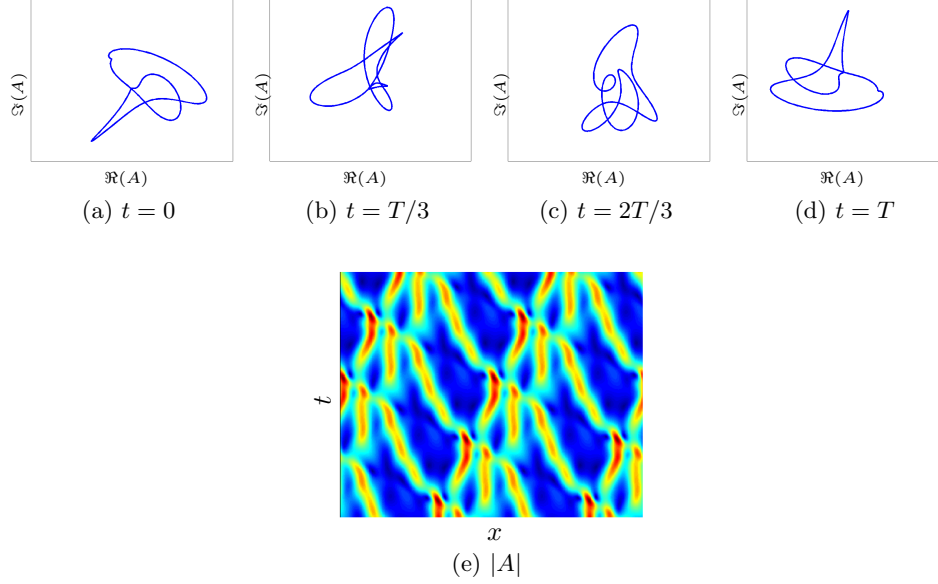 ℑ(A) ℑ(A) ℑ(A) ℑ(A)
ℜ(A) ℜ(A) ℜ(A) ℜ(A)
(a) t = 0 (b) t = T/3 (c) t = 2T/3 (d) t = T
t
x
(e) |A|